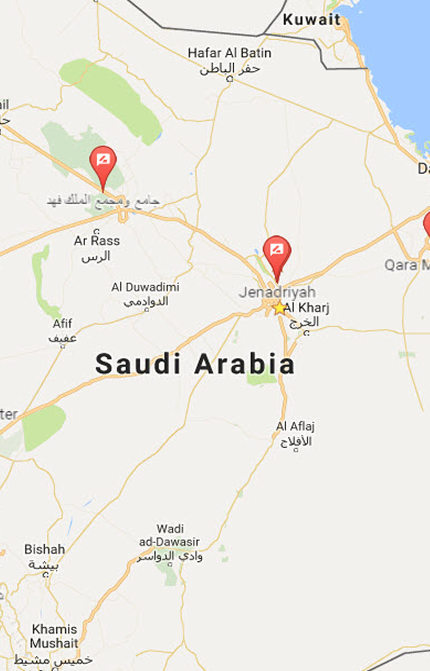 Kuwait
Hafar Al Batin
حفر الباطن
جامع ومجمع الملك فهد
Ar Rass
الرس
Jenadriyah
Qara M
Al Duwadimi
الدوادمي
Al Kharj
الخرج
Afif
عفيف
Saudi Arabia
ter
Al Aflaj
الأفلاج
Wadi
ad-Dawasir
وادي الدواسر
Bishah
بيشة
Khamis
Mushait
خميس مشيط